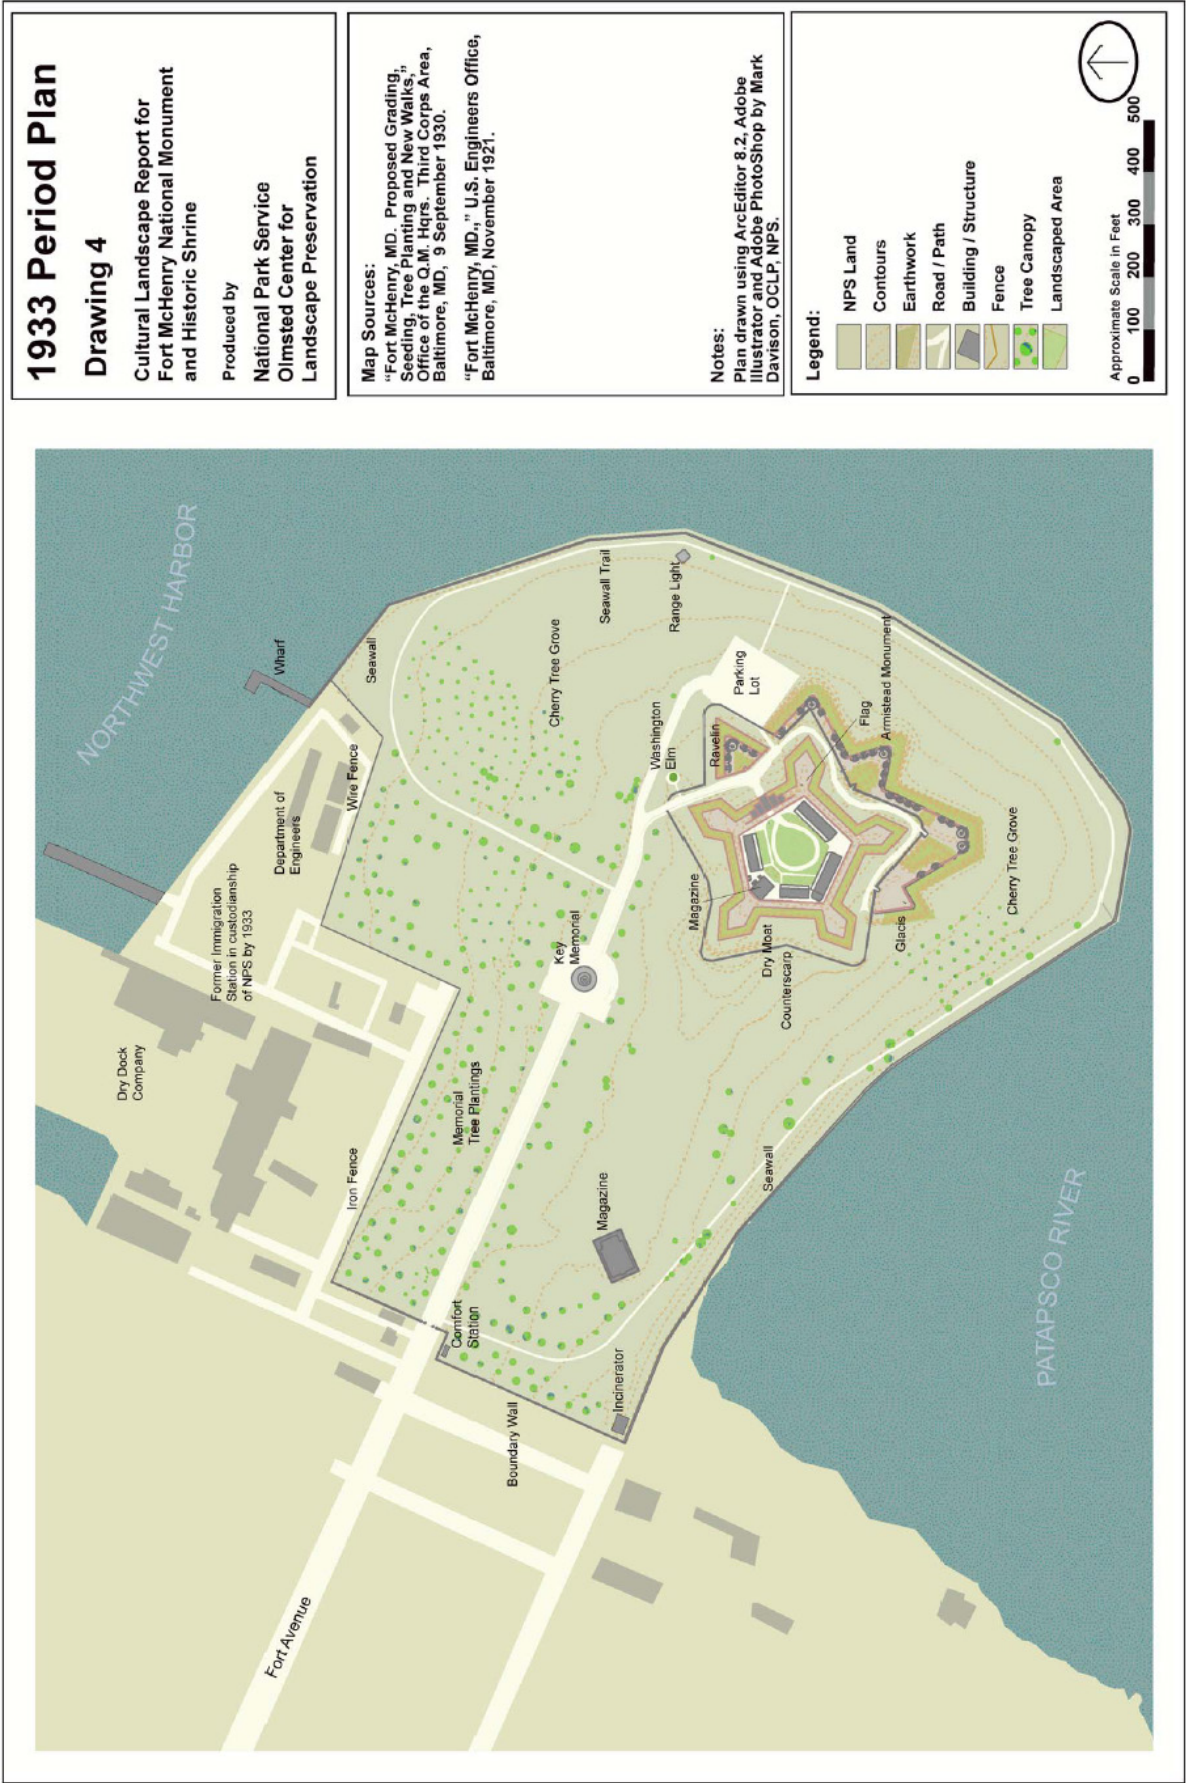 1933 Period Plan
Drawing 4
Cultural Landscape Report for
Fort McHenry National Monument
and Historic Shrine
Produced by
National Park Service
Olmsted Center for
Landscape Preservation
Map Sources:
"Fort McHenry, MD. Proposed Grading,
Seeding, Tree Planting and New Walks,"
Office of the Q.M. Hqrs. Third Corps Area,
Baltimore, MD, 9 September 1930.
"Fort McHenry, MD.," U.S. Engineers Office,
Baltimore, MD, November 1921.
Notes:
Plan drawn using ArcEditor 8.2, Adobe
Illustrator and Adobe PhotoShop by Mark
Davison, OCLP, NPS.
Legend:
NPS Land
Contours
Earthwork
Road / Path
Building / Structure
Fence
Tree Canopy
Landscaped Area
Approximate Scale in Feet
0 100 200 300 400 500
NORTHWEST HARBOR
Wharf
Seawall
Dry Dock
Company
Former Immigration
Station in custodianship
of NPS by 1933
Department of
Engineers
Wire Fence
Iron Fence
Cherry Tree Grove
Seawall Trail
Range Light
Memorial
Tree Plantings
Key
Memorial
Washington
Elm
Parking
Lot
Ravelin
Flag
Armistead Monument
Magazine
Dry Moat
Counterscarp
Glacis
Cherry Tree Grove
Comfort
Station
Magazine
Seawall
Boundary Wall
Incinerator
Fort Avenue
PATAPSCO RIVER